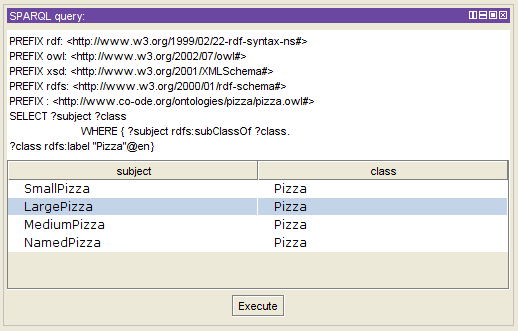 SPARQL query:
PREFIX rdf: <http://www.w3.org/1999/02/22-rdf-syntax-ns#>
PREFIX owl: <http://www.w3.org/2002/07/owl#>
PREFIX xsd: <http://www.w3.org/2001/XMLSchema#>
PREFIX rdfs: <http://www.w3.org/2000/01/rdf-schema#>
PREFIX : <http://www.co-ode.org/ontologies/pizza/pizza.owl#>
SELECT ?subject ?class
WHERE { ?subject rdfs:subClassOf ?class.
?class rdfs:label "Pizza"@en}
subject class
SmallPizza Pizza
LargePizza Pizza
MediumPizza Pizza
NamedPizza Pizza
Execute